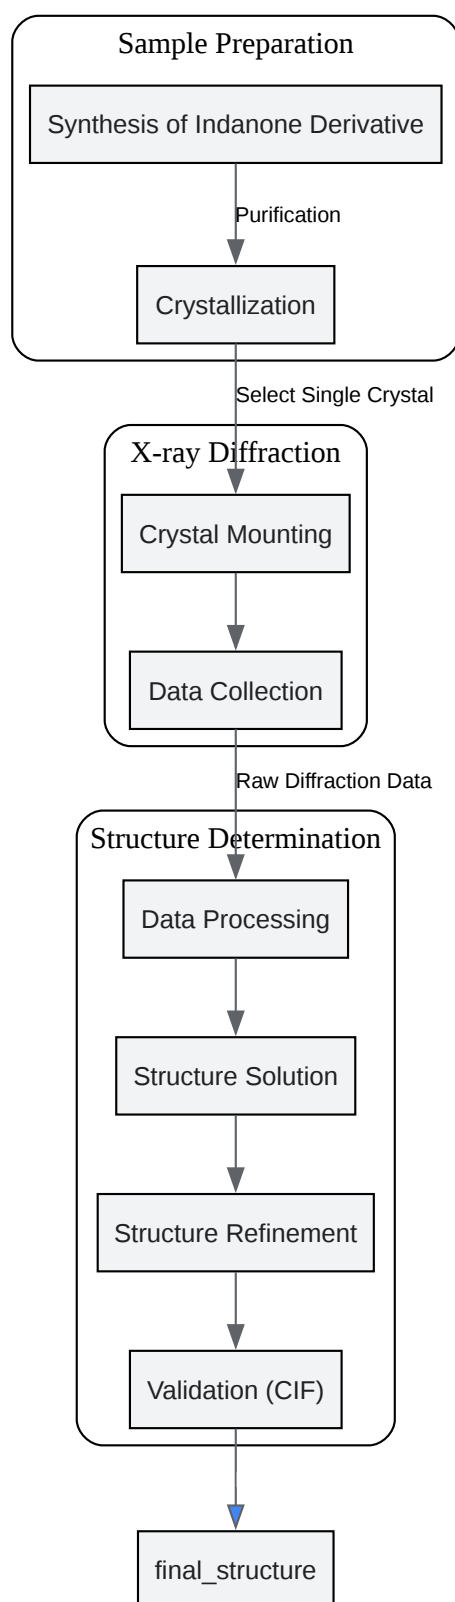 Sample Preparation
Synthesis of Indanone Derivative
Purification
Crystallization
Select Single Crystal
X-ray Diffraction
Crystal Mounting
Data Collection
Raw Diffraction Data
Structure Determination
Data Processing
Structure Solution
Structure Refinement
Validation (CIF)
final_structure